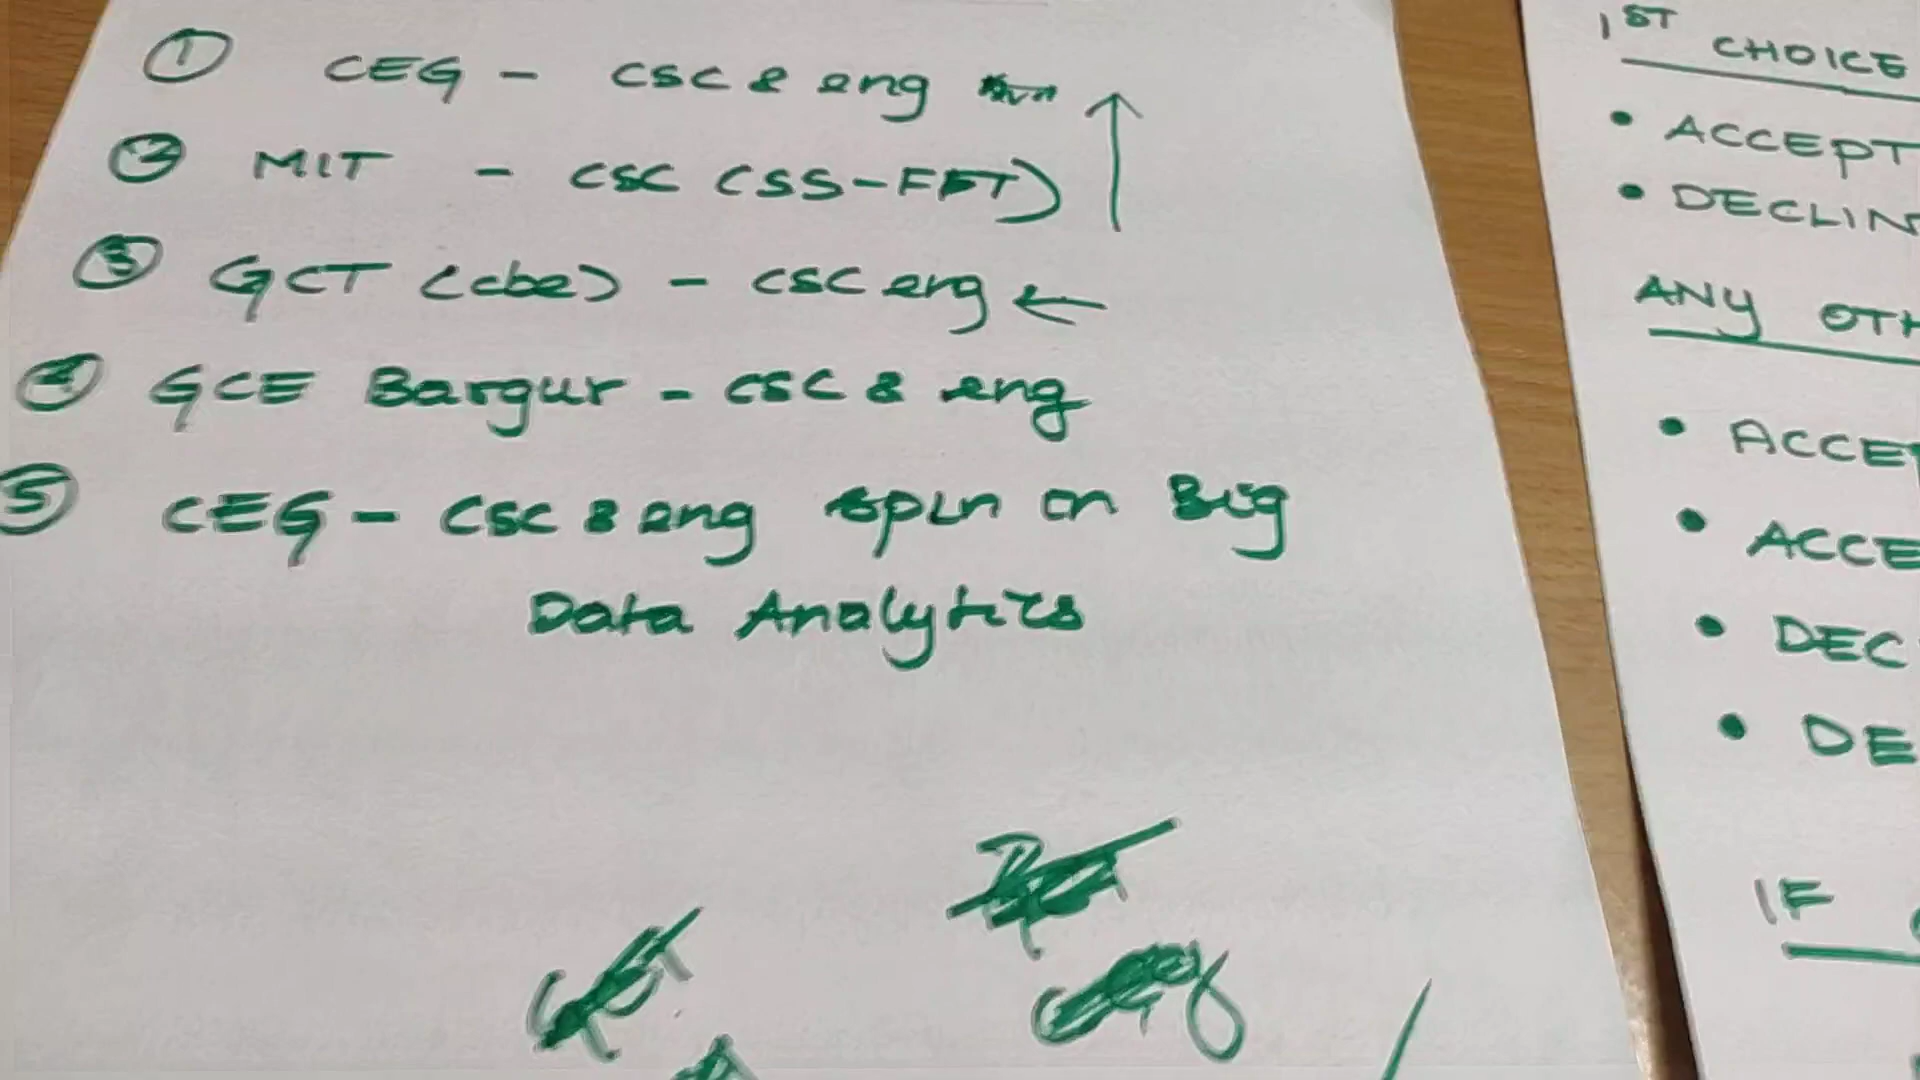 ① CEG - CSC & eng
② MIT - CSC (SS-FFT)
③ GCT (cbe) - CSC eng ←
④ GCE Bargur - CSC & eng
⑤ CEG - CSC & eng spln on Big
Data Analytics
1ST CHOICE
• ACCEPT
• DECLIN
ANY OTH
• ACCE
• ACCE
• DEC
• DE
IF